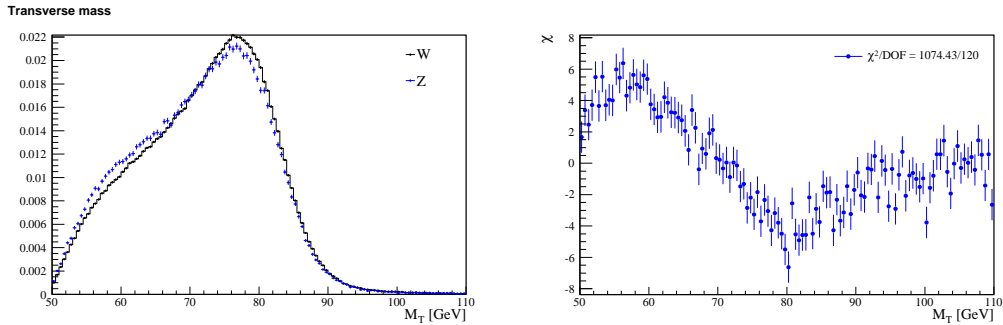 Transverse mass
0.022
0.02
0.018
0.016
0.014
0.012
0.01
0.008
0.006
0.004
0.002
0
50 60 70 80 90 100 110
M_T [GeV]
W
Z
χ
8
6
4
2
0
-2
-4
-6
-8
50 60 70 80 90 100 110
M_T [GeV]
χ²/DOF = 1074.43/120